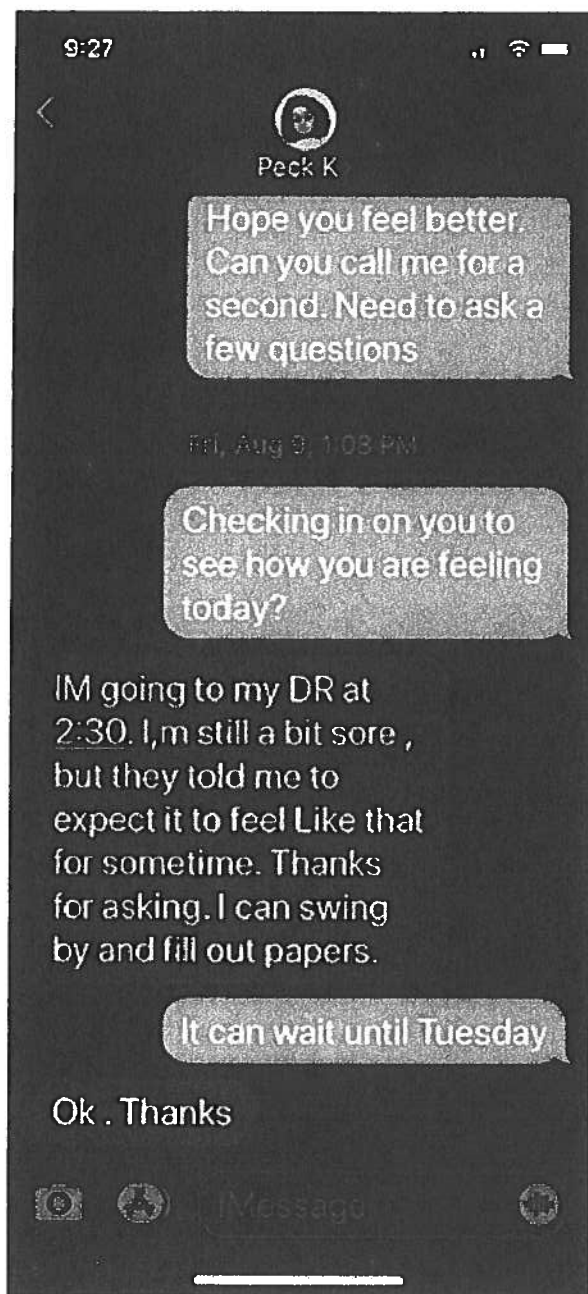 9:27
Peck K
Hope you feel better.
Can you call me for a
second. Need to ask a
few questions
Fri, Aug 9, 1:08 PM
Checking in on you to
see how you are feeling
today?
IM going to my DR at
2:30. I,m still a bit sore ,
but they told me to
expect it to feel Like that
for sometime. Thanks
for asking. I can swing
by and fill out papers.
It can wait until Tuesday
Ok . Thanks
iMessage